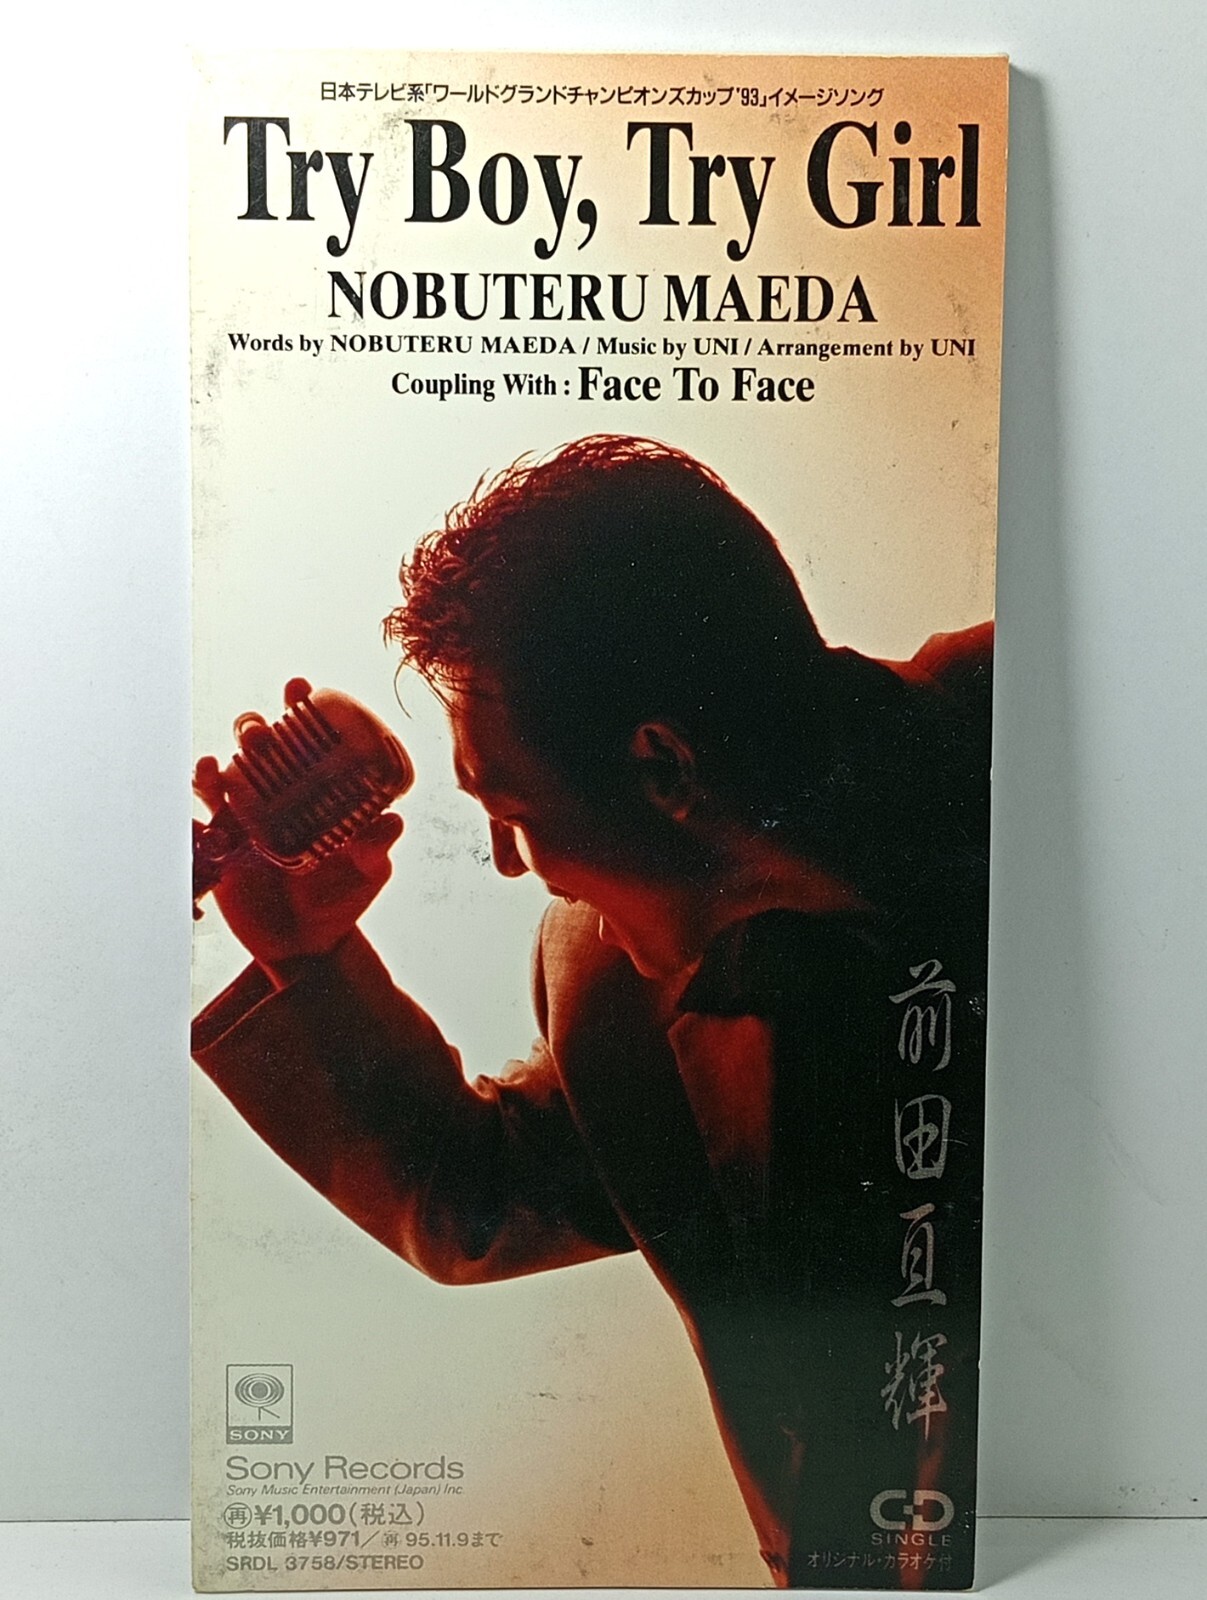 日本テレビ系「ワールドグランドチャンピオンズカップ'93」イメージソング
Try Boy, Try Girl
NOBUTERU MAEDA
Words by NOBUTERU MAEDA / Music by UNI / Arrangement by UNI
Coupling With : Face To Face
前田亘輝
SONY
Sony Records
Sony Music Entertainment (Japan) Inc.
再¥1,000(税込)
税抜価格¥971/再 95.11.9まで
SRDL 3758/STEREO
CD
SINGLE
オリジナル・カラオケ付